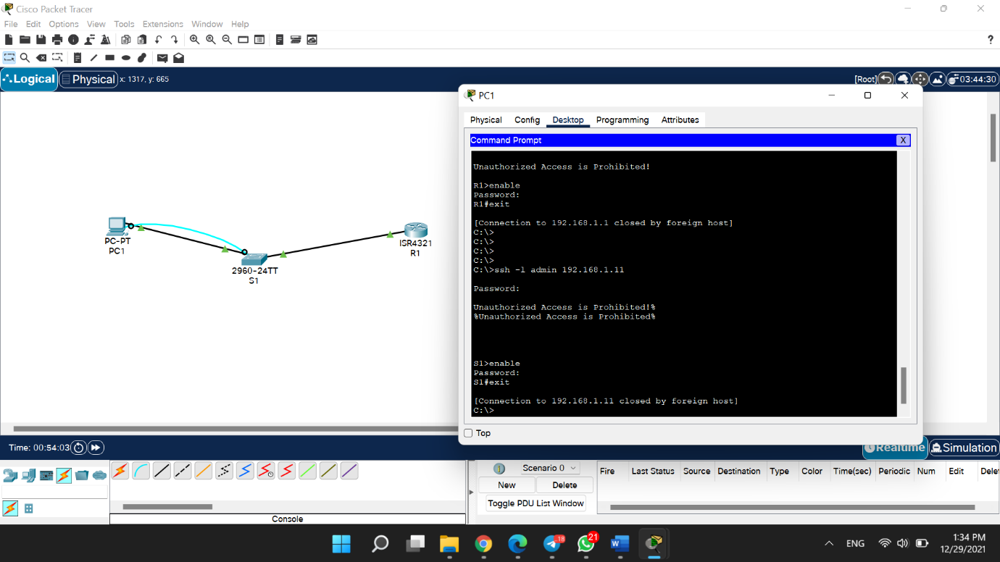 Cisco Packet Tracer
File Edit Options View Tools Extensions Window Help
?
Logical Physical x: 1317, y: 665
[Root] 03:44:30
PC-PT
PC1
2960-24TT
S1
ISR4321
R1
PC1
Physical Config Desktop Programming Attributes
Command Prompt X
Unauthorized Access is Prohibited!
R1>enable
Password:
R1#exit
[Connection to 192.168.1.1 closed by foreign host]
C:\>
C:\>
C:\>
C:\>
C:\>ssh -l admin 192.168.1.11
Password:
Unauthorized Access is Prohibited!%
%Unauthorized Access is Prohibited%
S1>enable
Password:
S1#exit
[Connection to 192.168.1.11 closed by foreign host]
C:\>
Top
Time: 00:54:03
Realtime Simulation
Scenario 0
New Delete
Toggle PDU List Window
Fire Last Status Source Destination Type Color Time(sec) Periodic Num Edit Delet
Console
18
21
ENG
1:34 PM
12/29/2021